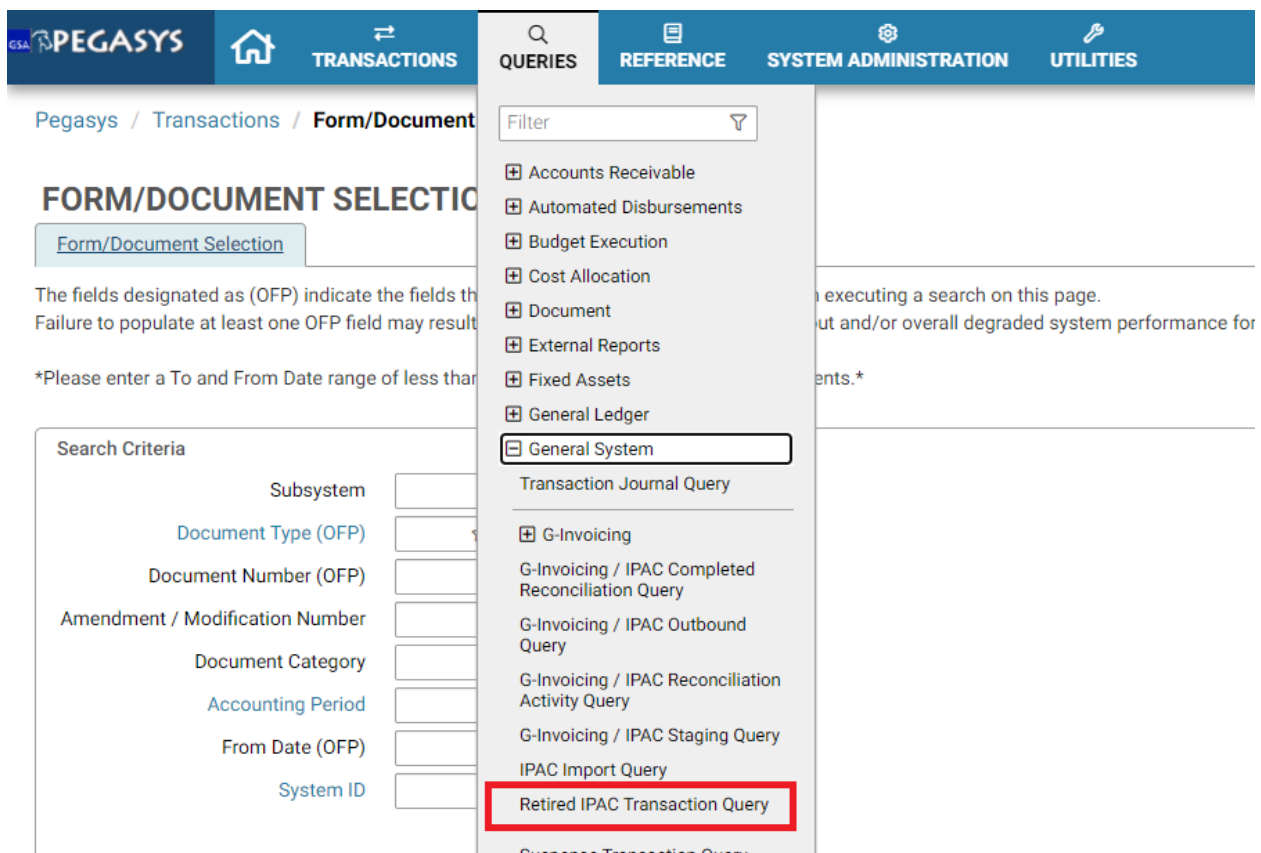 GSA PEGASYS
TRANSACTIONS
QUERIES
REFERENCE
SYSTEM ADMINISTRATION
UTILITIES
Pegasys / Transactions / Form/Document
FORM/DOCUMENT SELECTIO
Form/Document Selection
The fields designated as (OFP) indicate the fields th
executing a search on this page.
Failure to populate at least one OFP field may result
ut and/or overall degraded system performance for
*Please enter a To and From Date range of less than
ents.*
Search Criteria
Subsystem
Document Type (OFP)
Document Number (OFP)
Amendment / Modification Number
Document Category
Accounting Period
From Date (OFP)
System ID
Filter
Accounts Receivable
Automated Disbursements
Budget Execution
Cost Allocation
Document
External Reports
Fixed Assets
General Ledger
General System
Transaction Journal Query
G-Invoicing
G-Invoicing / IPAC Completed
Reconciliation Query
G-Invoicing / IPAC Outbound
Query
G-Invoicing / IPAC Reconciliation
Activity Query
G-Invoicing / IPAC Staging Query
IPAC Import Query
Retired IPAC Transaction Query
Suspense Transaction Query